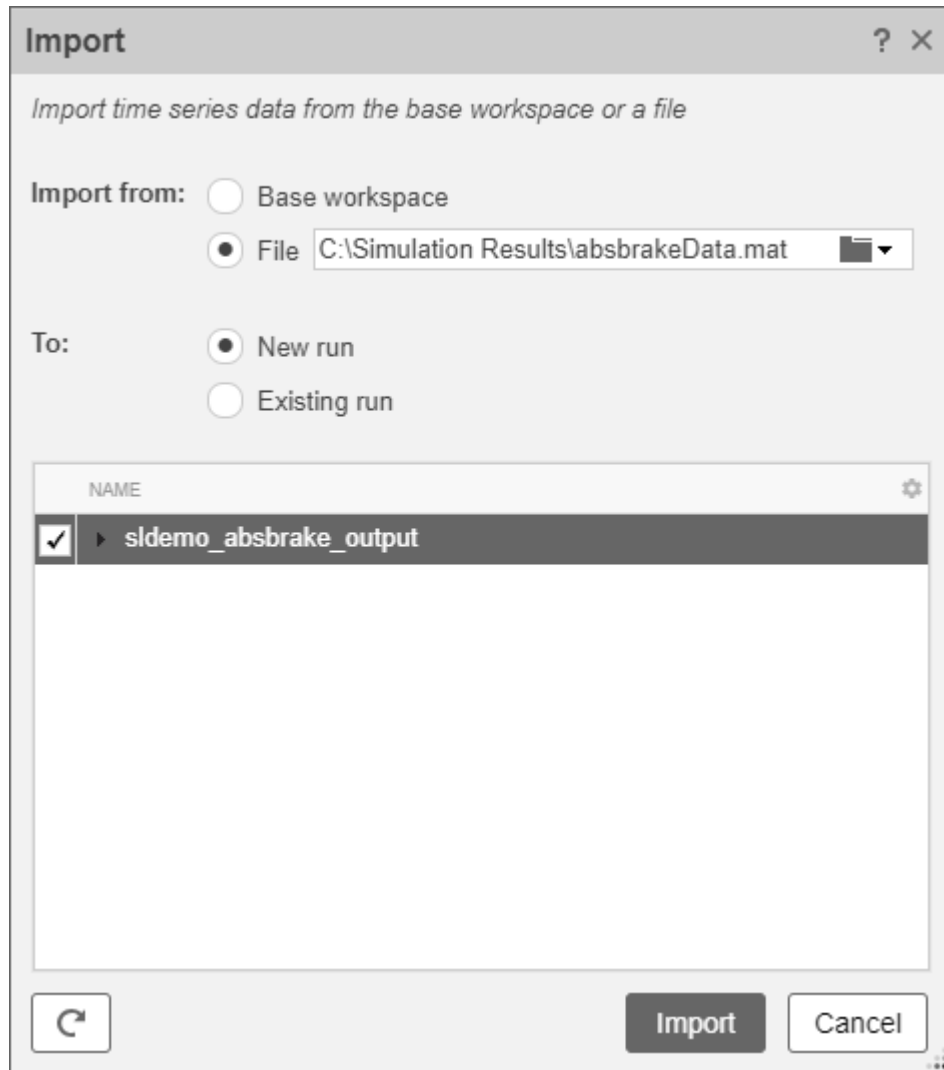 Import ?
Import time series data from the base workspace or a file
Import from: Base workspace
File C:\Simulation Results\absbrakeData.mat
To: New run
Existing run
NAME
sldemo_absbrake_output
Import Cancel